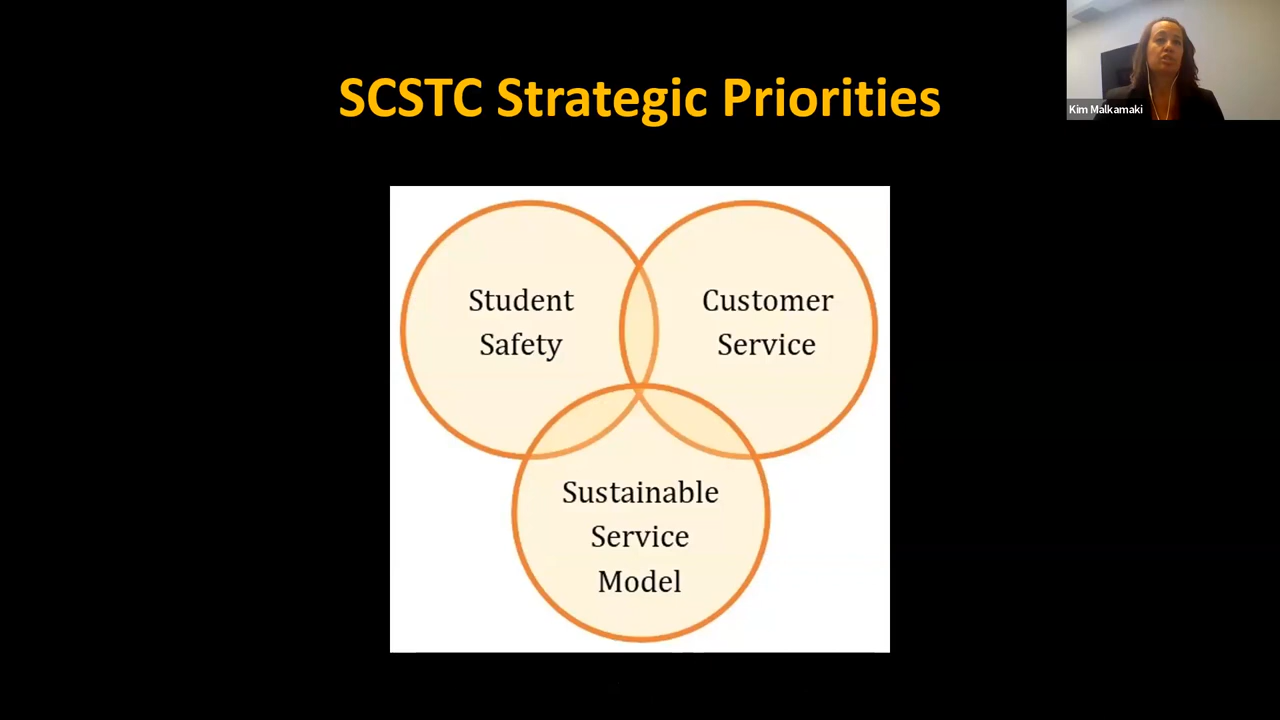 SCSTC Strategic Priorities
Kim Malkamaki
Student
Safety
Customer
Service
Sustainable
Service
Model